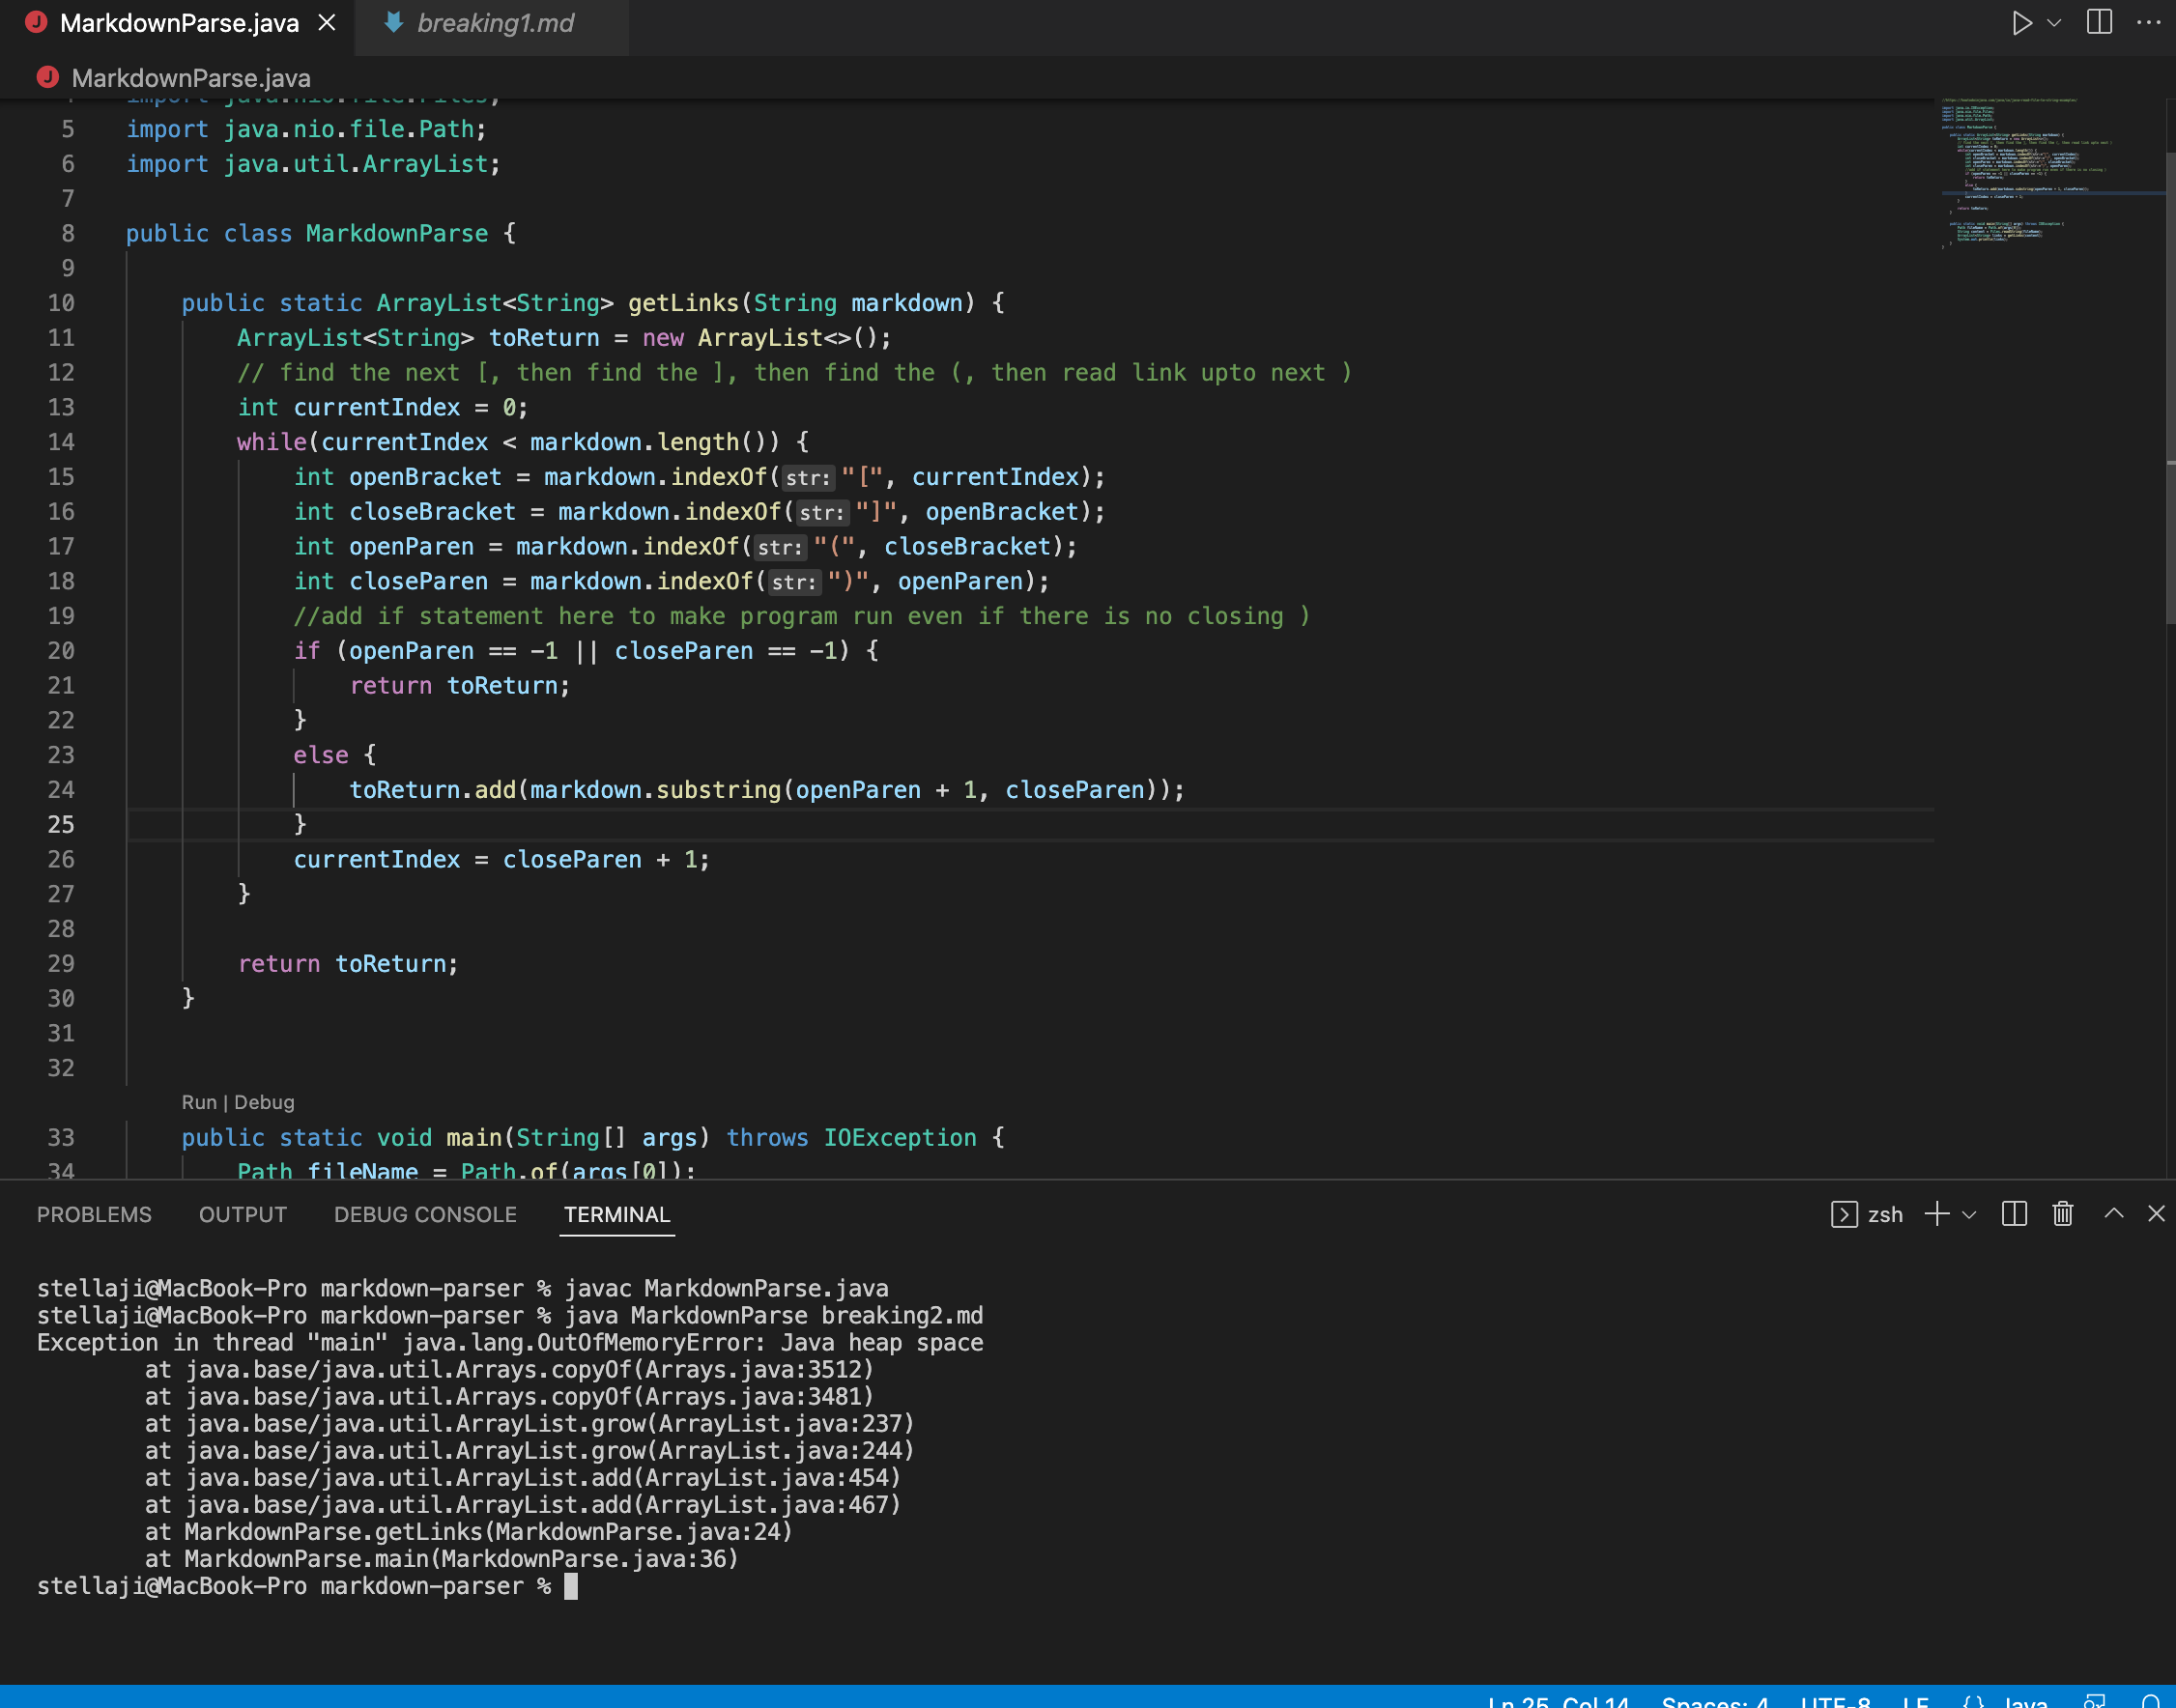 MarkdownParse.java
breaking1.md
MarkdownParse.java
4 import java.nio.file.Files;
5 import java.nio.file.Path;
6 import java.util.ArrayList;
7
8 public class MarkdownParse {
9
10 public static ArrayList<String> getLinks(String markdown) {
11 ArrayList<String> toReturn = new ArrayList<>();
12 // find the next [, then find the ], then find the (, then read link upto next )
13 int currentIndex = 0;
14 while(currentIndex < markdown.length()) {
15 int openBracket = markdown.indexOf(str: "[", currentIndex);
16 int closeBracket = markdown.indexOf(str: "]", openBracket);
17 int openParen = markdown.indexOf(str: "(", closeBracket);
18 int closeParen = markdown.indexOf(str: ")", openParen);
19 //add if statement here to make program run even if there is no closing )
20 if (openParen == -1 || closeParen == -1) {
21 return toReturn;
22 }
23 else {
24 toReturn.add(markdown.substring(openParen + 1, closeParen));
25 }
26 currentIndex = closeParen + 1;
27 }
28
29 return toReturn;
30 }
31
32
Run | Debug
33 public static void main(String[] args) throws IOException {
34 Path fileName = Path.of(args[0]);
PROBLEMS OUTPUT DEBUG CONSOLE TERMINAL zsh
stellaji@MacBook-Pro markdown-parser % javac MarkdownParse.java
stellaji@MacBook-Pro markdown-parser % java MarkdownParse breaking2.md
Exception in thread "main" java.lang.OutOfMemoryError: Java heap space
at java.base/java.util.Arrays.copyOf(Arrays.java:3512)
at java.base/java.util.Arrays.copyOf(Arrays.java:3481)
at java.base/java.util.ArrayList.grow(ArrayList.java:237)
at java.base/java.util.ArrayList.grow(ArrayList.java:244)
at java.base/java.util.ArrayList.add(ArrayList.java:454)
at java.base/java.util.ArrayList.add(ArrayList.java:467)
at MarkdownParse.getLinks(MarkdownParse.java:24)
at MarkdownParse.main(MarkdownParse.java:36)
stellaji@MacBook-Pro markdown-parser %
Ln 25, Col 14 Spaces: 4 UTF-8 LF {} Java